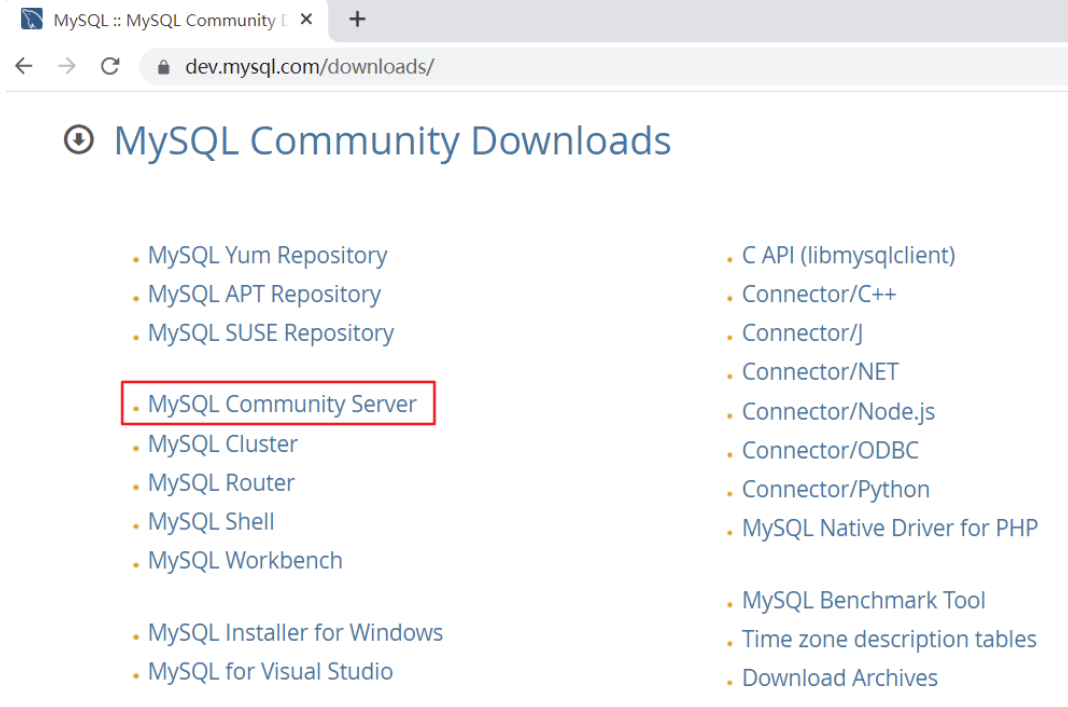 MySQL :: MySQL Community
dev.mysql.com/downloads/
MySQL Community Downloads
MySQL Yum Repository
MySQL APT Repository
MySQL SUSE Repository
MySQL Community Server
MySQL Cluster
MySQL Router
MySQL Shell
MySQL Workbench
MySQL Installer for Windows
MySQL for Visual Studio
C API (libmysqlclient)
Connector/C++
Connector/J
Connector/NET
Connector/Node.js
Connector/ODBC
Connector/Python
MySQL Native Driver for PHP
MySQL Benchmark Tool
Time zone description tables
Download Archives